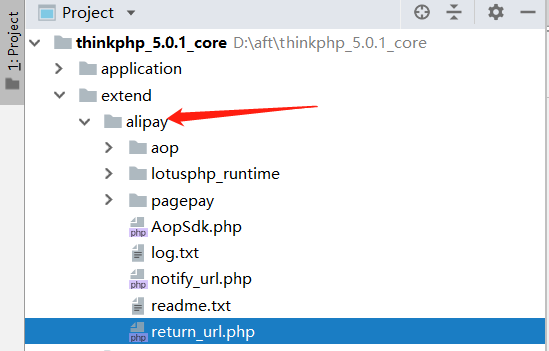 1: Project
Project
thinkphp_5.0.1_core D:\aft\thinkphp_5.0.1_core
application
extend
alipay
aop
lotusphp_runtime
pagepay
php AopSdk.php
log.txt
php notify_url.php
readme.txt
php return_url.php